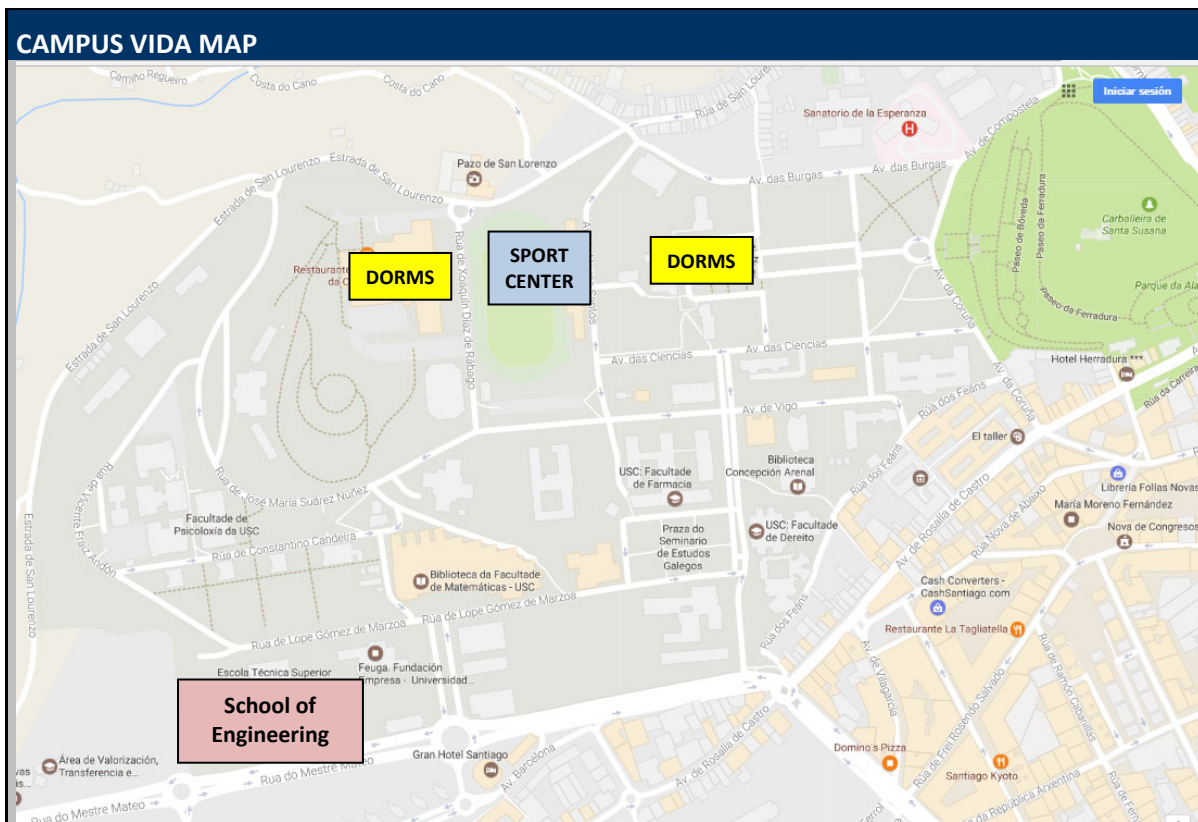 CAMPUS VIDA MAP
Camiño Regueiro
Costa do Cano
Costa do Cano
Rúa de San Lourenzo
Iniciar sesión
Sanatorio de la Esperanza
H
Av. de Compostela
Estrada de San Lourenzo
Pazo de San Lorenzo
Av. das Burgas
Av. das Burgas
Estrada de San Lourenzo
Carballeira de
Santa Susana
Paseo de Bóveda
Paseo da Ferradura
Restaurante
DORMS
SPORT
CENTER
DORMS
Rúa de Xoaquín Díaz de Rábago
Av. da Coruña
Parque da Ala
Paseo da Ferradura
Estrada de San Lourenzo
Av. das Ciencias
Av. das Ciencias
Hotel Herradura ***
Av. da Coruña
Rúa da Carreira
Rúa dos Feáns
Av. de Vigo
El taller
Biblioteca
Concepción Arenal
USC: Facultade
de Farmacia
Rúa de Vicente Fraiz Andón
Rúa de José María Suárez Núñez
Rúa dos Feáns
Av. de Rosalía de Castro
Rúa Nova de Abaixo
Librería Follas Novas
María Moreno Fernández
Facultade de
Psicoloxía da USC
USC: Facultade
de Dereito
Praza do
Seminario
de Estudos
Galegos
Nova de Congresos
Rúa de Constantino Candeira
Estrada de San Lourenzo
Biblioteca da Facultade
de Matemáticas - USC
Cash Converters -
CashSantiago.com
Rúa de Lope Gómez de Marzoa
Rúa de Lope Gómez de Marzoa
Rúa dos Feáns
Restaurante La Tagliatella
Escola Técnica Superior
Feuga. Fundación
Empresa - Universidad...
Av. de Vilagarcía
Rúa de Frei Rosendo Salvado
Rúa de Ramón Cabanillas
School of
Engineering
Gran Hotel Santiago
Av. Barcelona
Av. de Rosalía de Castro
Domino's Pizza
Santiago Kyoto
Área de Valorización,
Transferencia e...
Rua do Mestre Mateo
Rua do Mestre Mateo
Ferrol
da República Arxentina